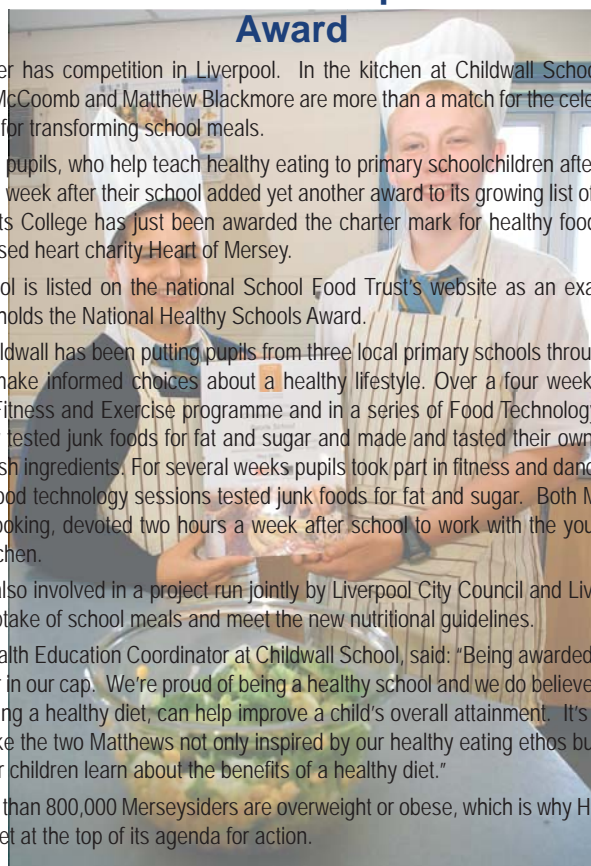 Award
er has competition in Liverpool. In the kitchen at Childwall School
McCoomb and Matthew Blackmore are more than a match for the cele
for transforming school meals.
pupils, who help teach healthy eating to primary schoolchildren after
week after their school added yet another award to its growing list of
ts College has just been awarded the charter mark for healthy food
sed heart charity Heart of Mersey.
ol is listed on the national School Food Trust's website as an exa
holds the National Healthy Schools Award.
ldwall has been putting pupils from three local primary schools throu
make informed choices about a healthy lifestyle. Over a four week
Fitness and Exercise programme and in a series of Food Technology
tested junk foods for fat and sugar and made and tasted their own
sh ingredients. For several weeks pupils took part in fitness and danc
ood technology sessions tested junk foods for fat and sugar. Both M
ooking, devoted two hours a week after school to work with the you
chen.
also involved in a project run jointly by Liverpool City Council and Liv
ptake of school meals and meet the new nutritional guidelines.
alth Education Coordinator at Childwall School, said: "Being awarded
r in our cap. We're proud of being a healthy school and we do believe
ing a healthy diet, can help improve a child's overall attainment. It's
ke the two Matthews not only inspired by our healthy eating ethos bu
r children learn about the benefits of a healthy diet."
than 800,000 Merseysiders are overweight or obese, which is why H
et at the top of its agenda for action.